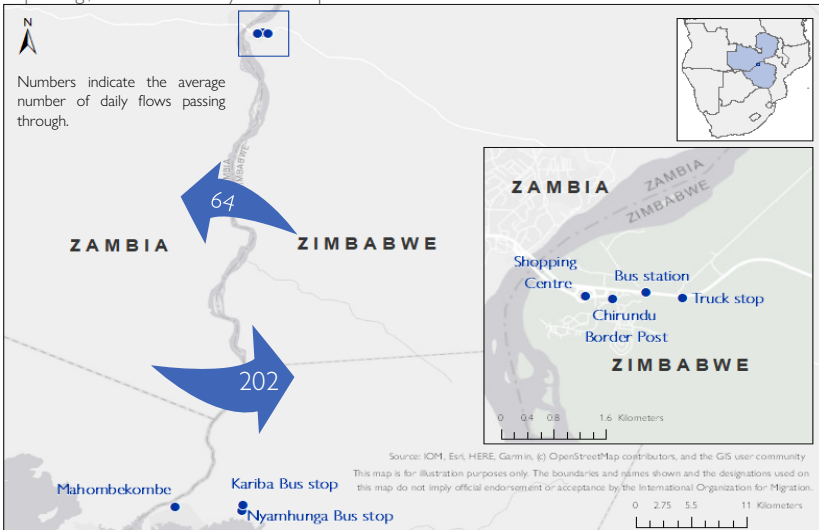 N
Numbers indicate the average
number of daily flows passing
through.
ZIMBABWE
64
ZAMBIA
ZIMBABWE
202
Mahombekombe
Kariba Bus stop
Nyamhunga Bus stop
ZAMBIA
ZAMBIA
ZIMBABWE
Shopping
Centre
Bus station
Truck stop
Chirundu
Border Post
ZIMBABWE
0 0.4 0.8 1.6 Kilometers
Source: IOM, Esri, HERE, Garmin, (c) OpenStreetMap contributors, and the GIS user community
This map is for illustration purposes only. The boundaries and names shown and the designations used on
this map do not imply official endorsement or acceptance by the International Organization for Migration.
0 2.75 5.5 11 Kilometers